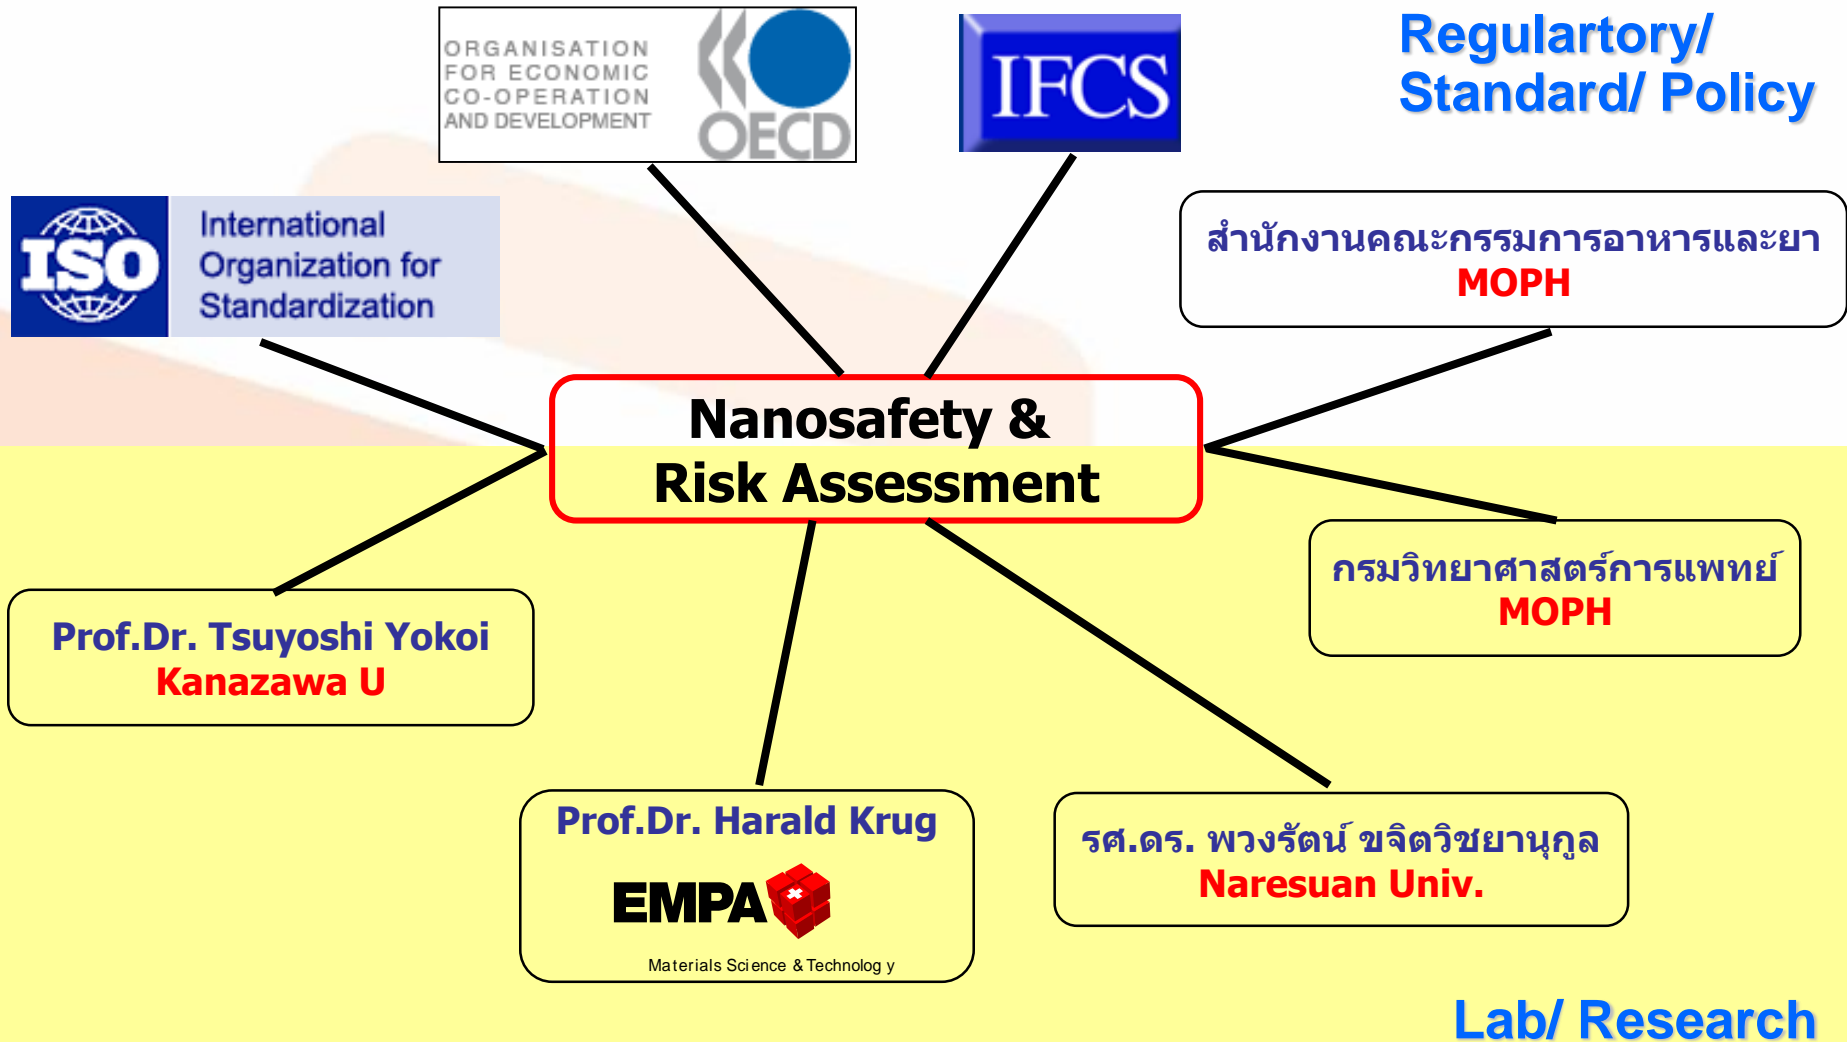 ORGANISATION
FOR ECONOMIC
CO-OPERATION
AND DEVELOPMENT
OECD
IFCS
Regulartory/
Standard/ Policy
ISO
International
Organization for
Standardization
สำนักงานคณะกรรมการอาหารและยา
MOPH
Nanosafety &
Risk Assessment
กรมวิทยาศาสตร์การแพทย์
MOPH
Prof.Dr. Tsuyoshi Yokoi
Kanazawa U
Prof.Dr. Harald Krug
EMPA
Materials Science & Technology
รศ.ดร. พวงรัตน์ ขจิตวิชยานุกูล
Naresuan Univ.
Lab/ Research